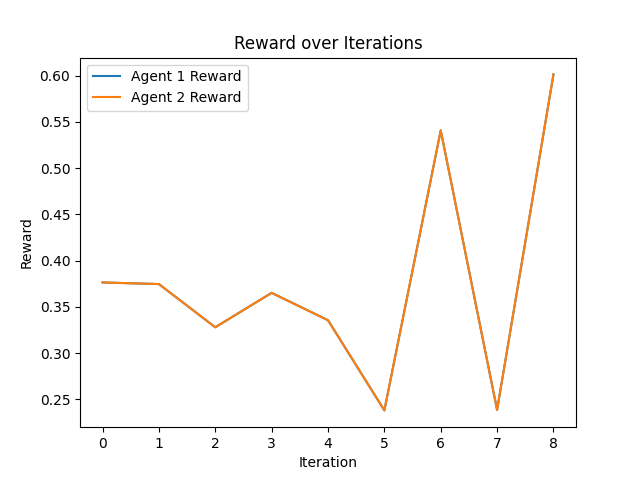 Reward over Iterations
Agent 1 Reward
Agent 2 Reward
0.60
0.55
0.50
0.45
0.40
0.35
0.30
0.25
Reward
0 1 2 3 4 5 6 7 8
Iteration